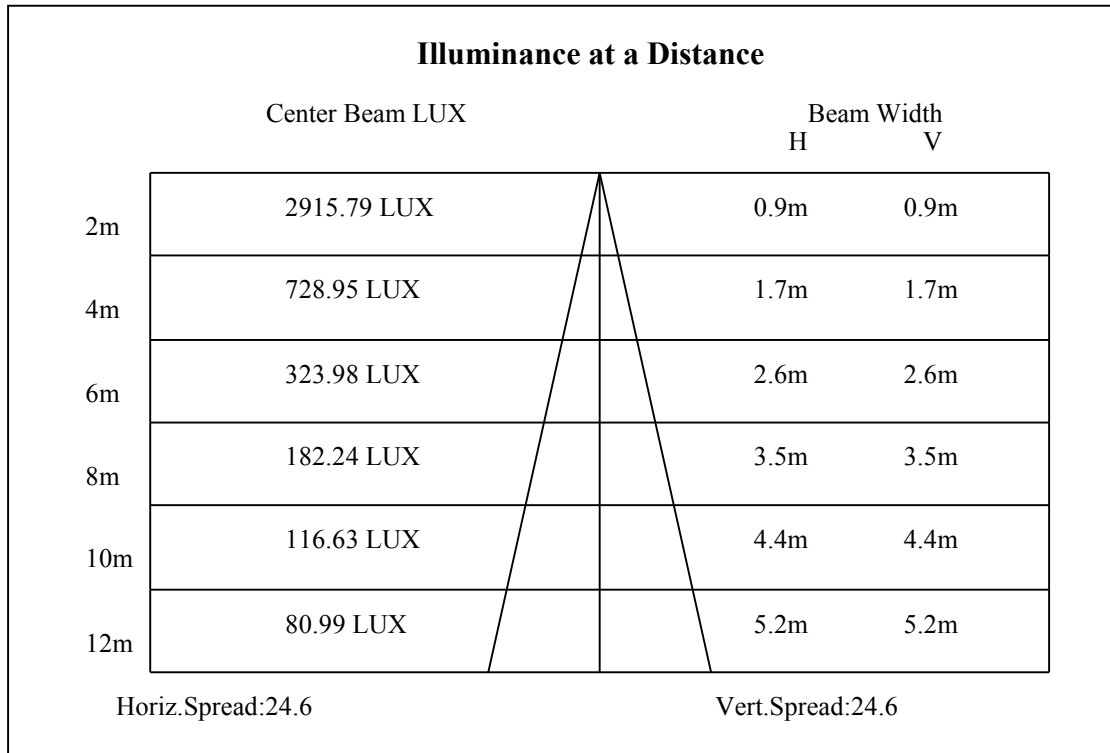 Illuminance at a Distance
Center Beam LUX Beam Width
H V
2m 2915.79 LUX 0.9m 0.9m
4m 728.95 LUX 1.7m 1.7m
6m 323.98 LUX 2.6m 2.6m
8m 182.24 LUX 3.5m 3.5m
10m 116.63 LUX 4.4m 4.4m
12m 80.99 LUX 5.2m 5.2m
Horiz.Spread:24.6 Vert.Spread:24.6